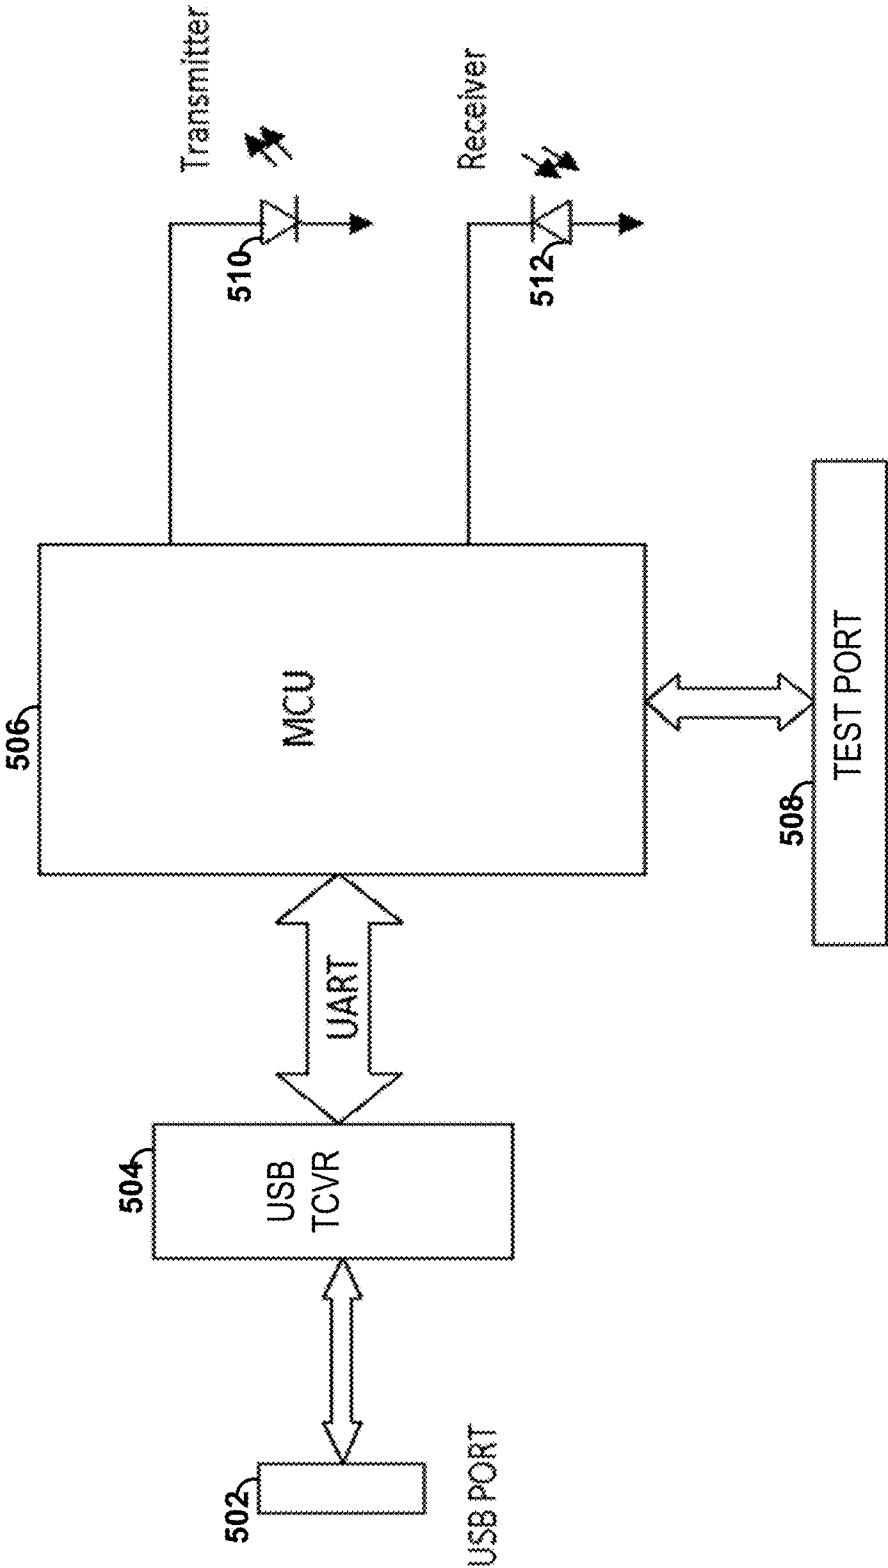 Transmitter
510
Receiver
512
506
MCU
508
TEST PORT
UART
504
USB
TCVR
502
USB PORT